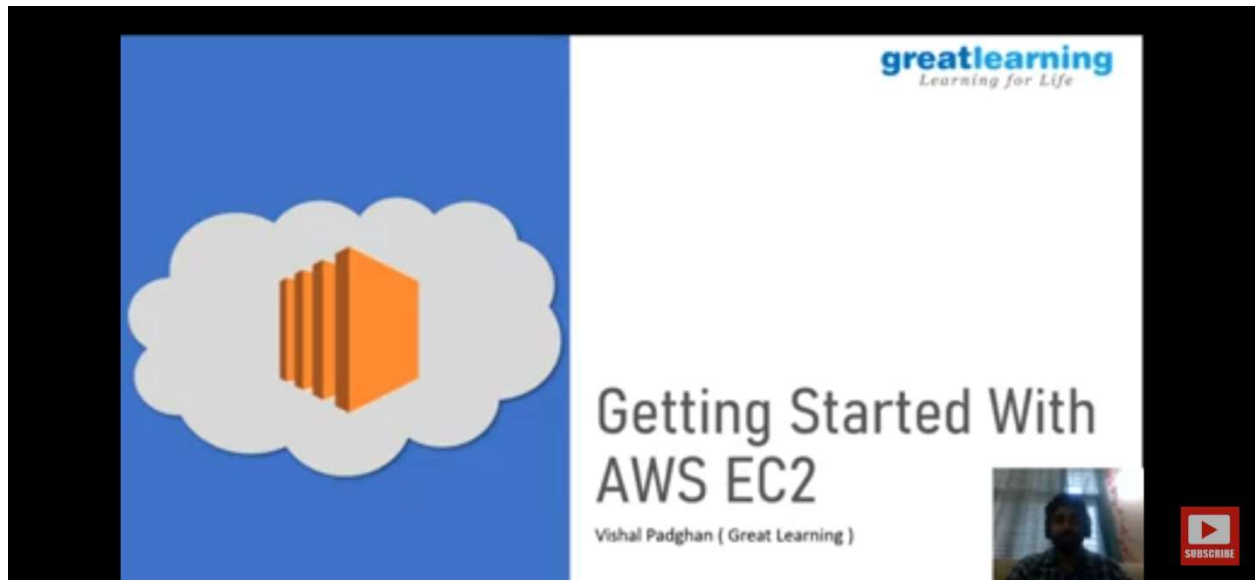 greatlearning
Learning for Life
Getting Started With
AWS EC2
Vishal Padghan ( Great Learning )
SUBSCRIBE